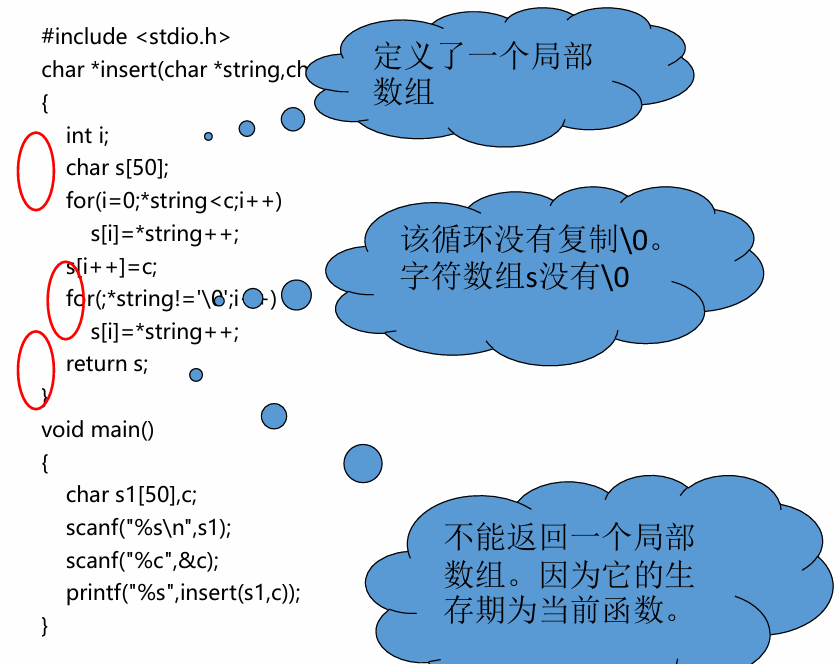 #include <stdio.h>
char *insert(char *string,ch
定义了一个局部
数组
{
int i;
char s[50];
for(i=0;*string<c;i++)
s[i]=*string++;
s[i++]=c;
该循环没有复制\0。
字符数组s没有\0
for(;*string!='\0';i++)
s[i]=*string++;
return s;
}
void main()
{
char s1[50],c;
scanf("%s\n",s1);
scanf("%c",&c);
printf("%s",insert(s1,c));
}
不能返回一个局部
数组。因为它的生
存期为当前函数。